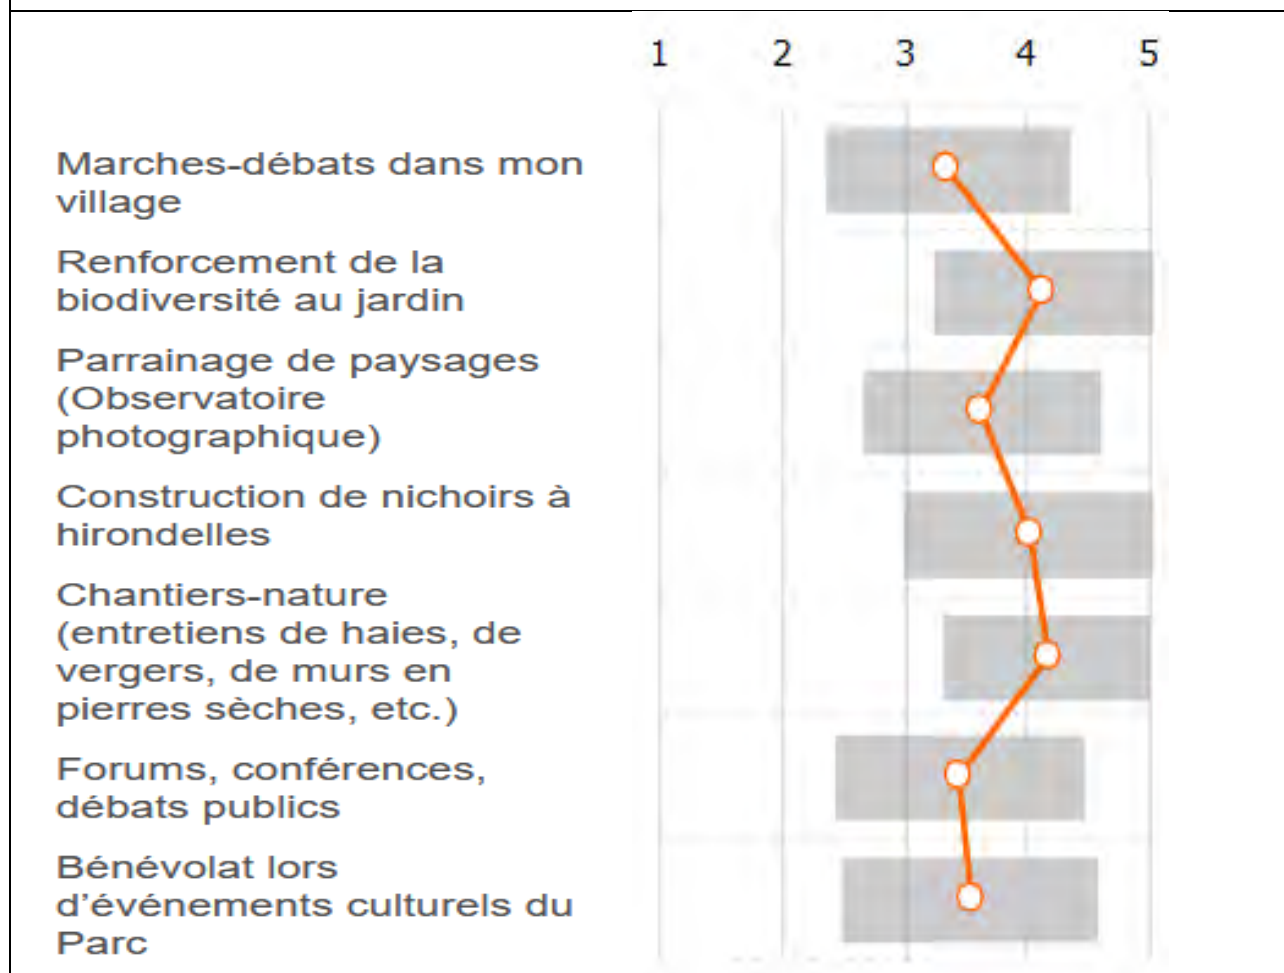 1 2 3 4 5
Marches-débats dans mon
village
Renforcement de la
biodiversité au jardin
Parrainage de paysages
(Observatoire
photographique)
Construction de nichoirs à
hirondelles
Chantiers-nature
(entretiens de haies, de
vergers, de murs en
pierres sèches, etc.)
Forums, conférences,
débats publics
Bénévolat lors
d’événements culturels du
Parc